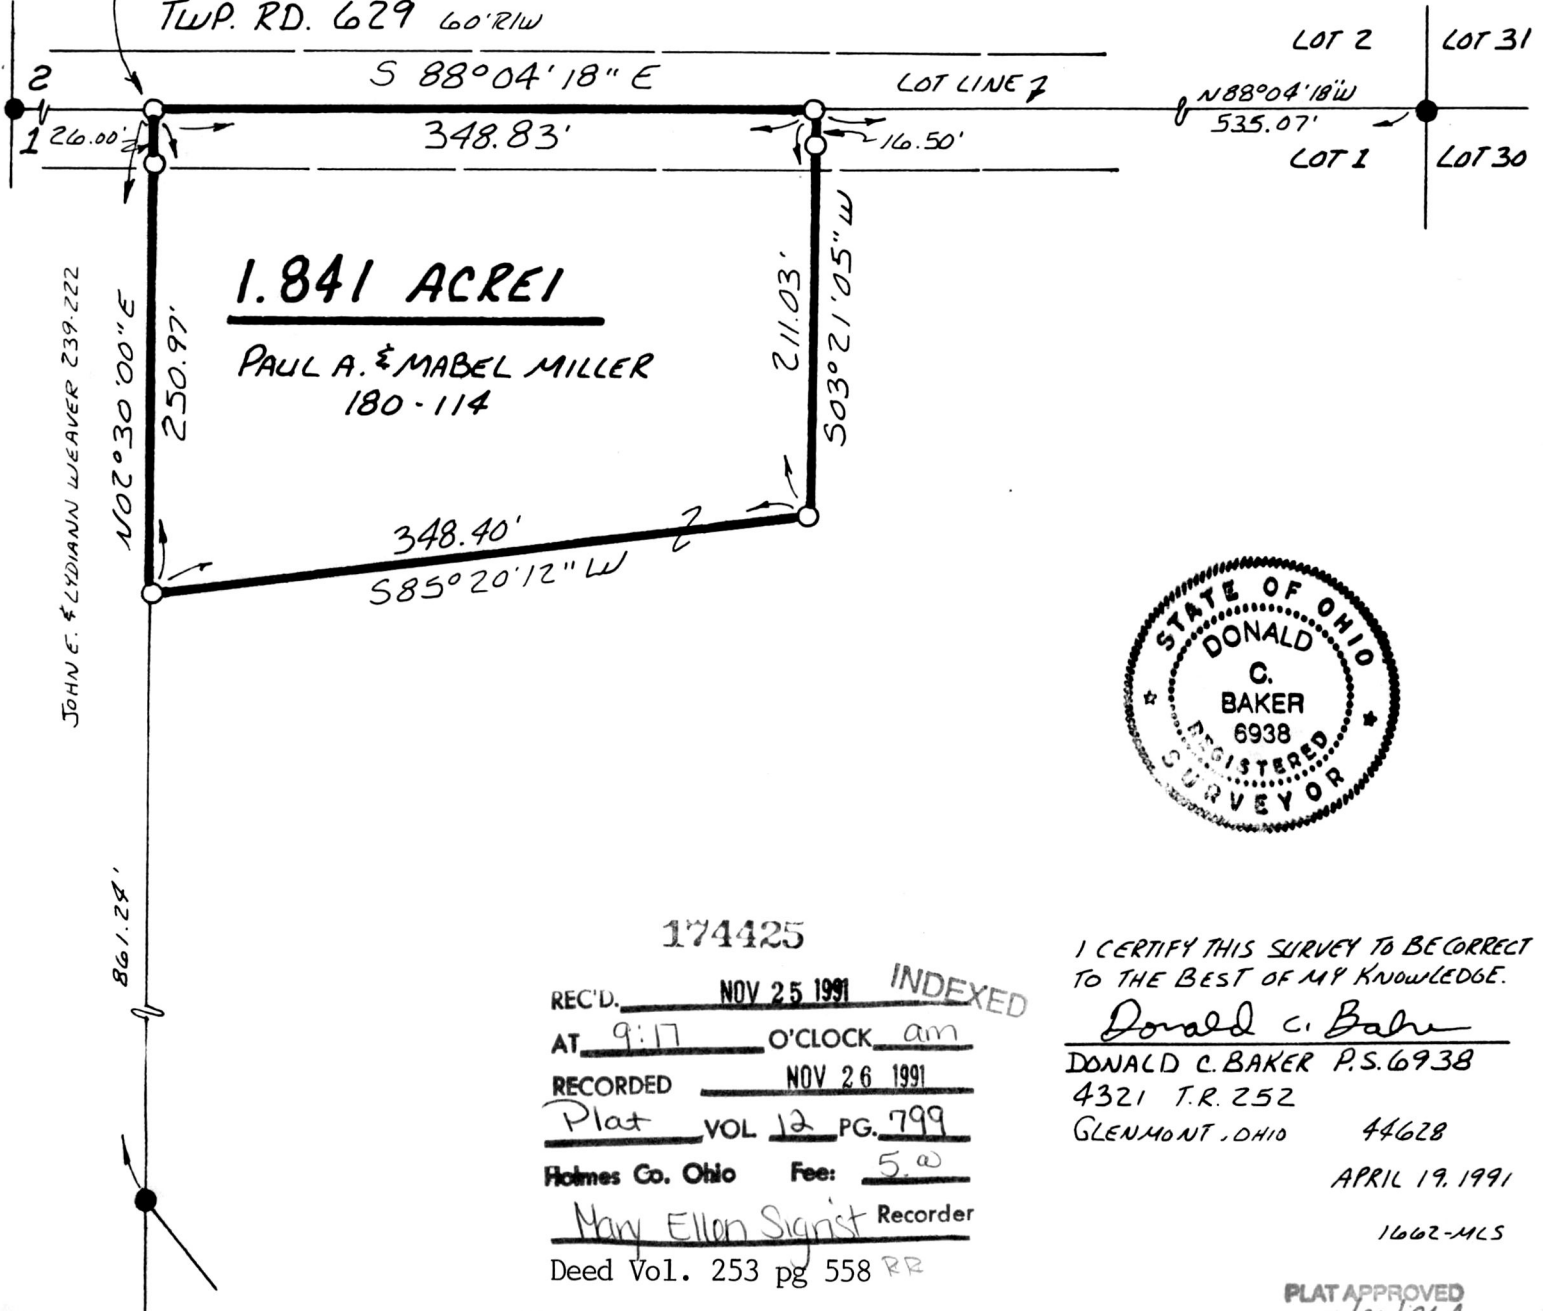 TWP. RD. 629 60' R/W
S 88°04'18" E
LOT LINE
LOT 2
LOT 31
N88°04'18"W
535.07'
2
1
26.00'
348.83'
16.50'
LOT 1
LOT 30
1.841 ACRES
PAUL A. & MABEL MILLER
180-114
JOHN E. & LYDIANN WEAVER 239-222
N02°30'00"E
250.97'
211.03'
S03°21'05"W
348.40'
S85°20'12"W
861.24'
STATE OF OHIO
DONALD
C.
BAKER
6938
REGISTERED
SURVEYOR
174425
REC'D. NOV 25 1991 INDEXED
AT 9:17 O'CLOCK am
RECORDED NOV 26 1991
Plat VOL 12 PG. 799
Holmes Co. Ohio Fee: 5.00
Mary Ellen Signist Recorder
Deed Vol. 253 pg 558 RR
I CERTIFY THIS SURVEY TO BE CORRECT
TO THE BEST OF MY KNOWLEDGE.
Donald C. Baker
DONALD C. BAKER P.S. 6938
4321 T.R. 252
GLENMONT, OHIO 44628
APRIL 19, 1991
1662-MLS
PLAT APPROVED